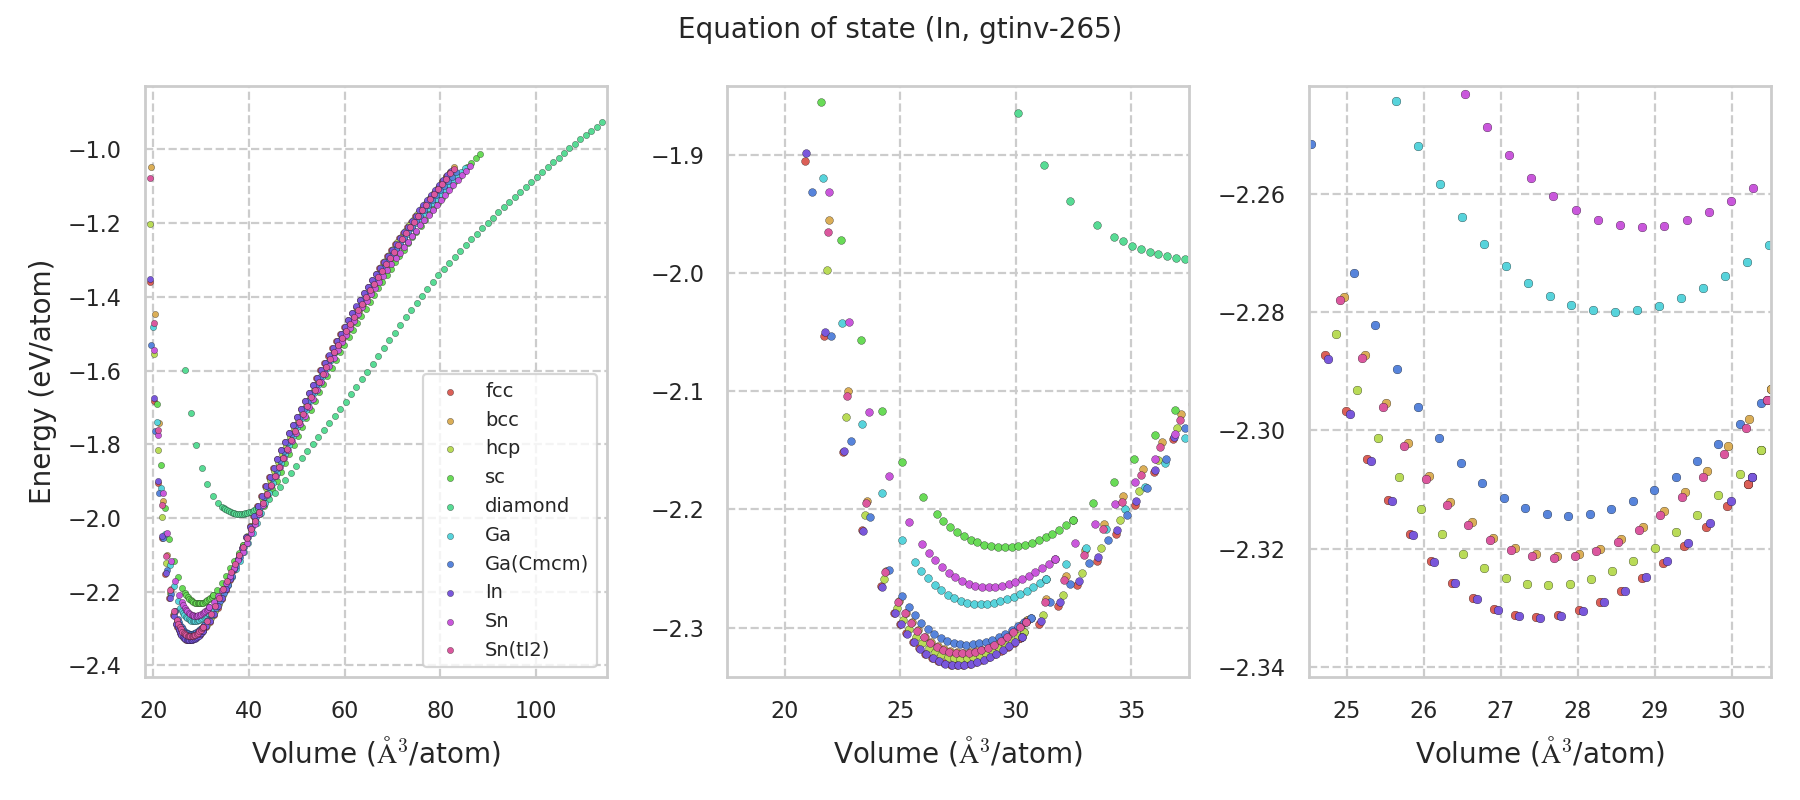 Equation of state (In, gtinv-265)
Energy (eV/atom)
−1.0
−1.2
−1.4
−1.6
−1.8
−2.0
−2.2
−2.4
20 40 60 80 100
Volume (Å³/atom)
fcc
bcc
hcp
sc
diamond
Ga
Ga(Cmcm)
In
Sn
Sn(tI2)
−1.9
−2.0
−2.1
−2.2
−2.3
20 25 30 35
Volume (Å³/atom)
−2.26
−2.28
−2.30
−2.32
−2.34
25 26 27 28 29 30
Volume (Å³/atom)